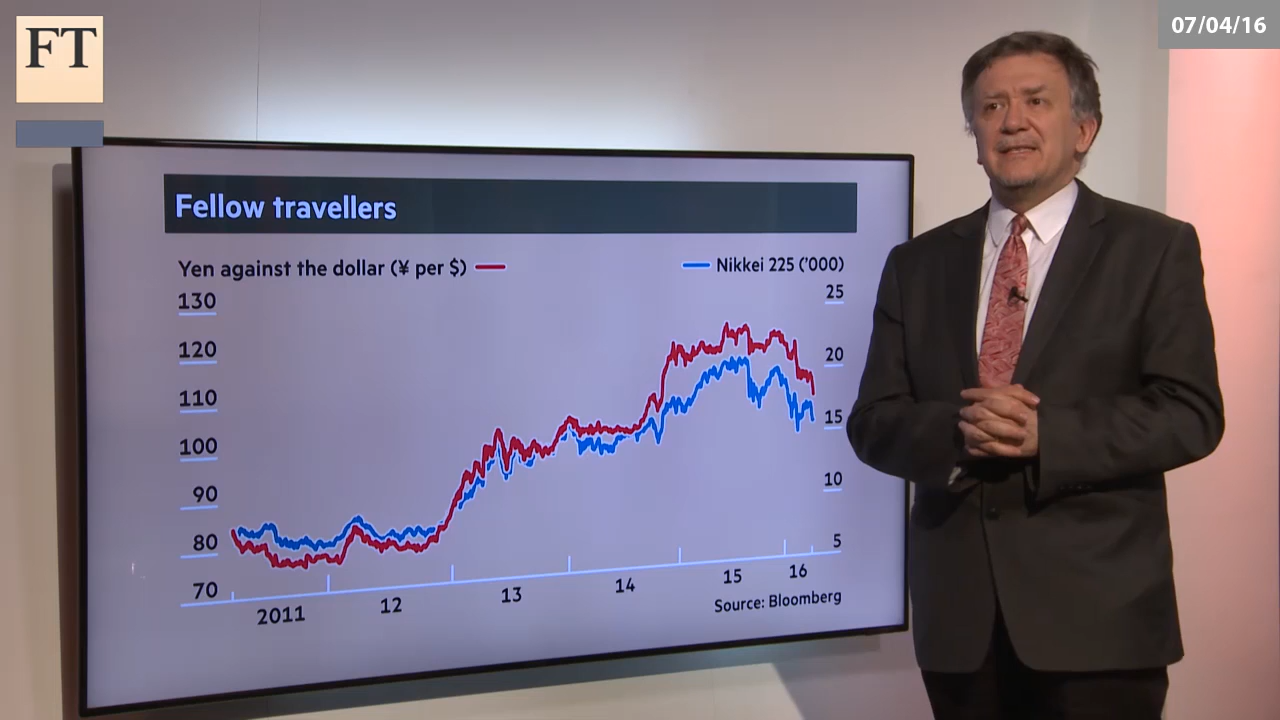 FT
07/04/16
Fellow travellers
Yen against the dollar (¥ per $)
Nikkei 225 ('000)
130
120
110
100
90
80
70
25
20
15
10
5
2011 12 13 14 15 16
Source: Bloomberg